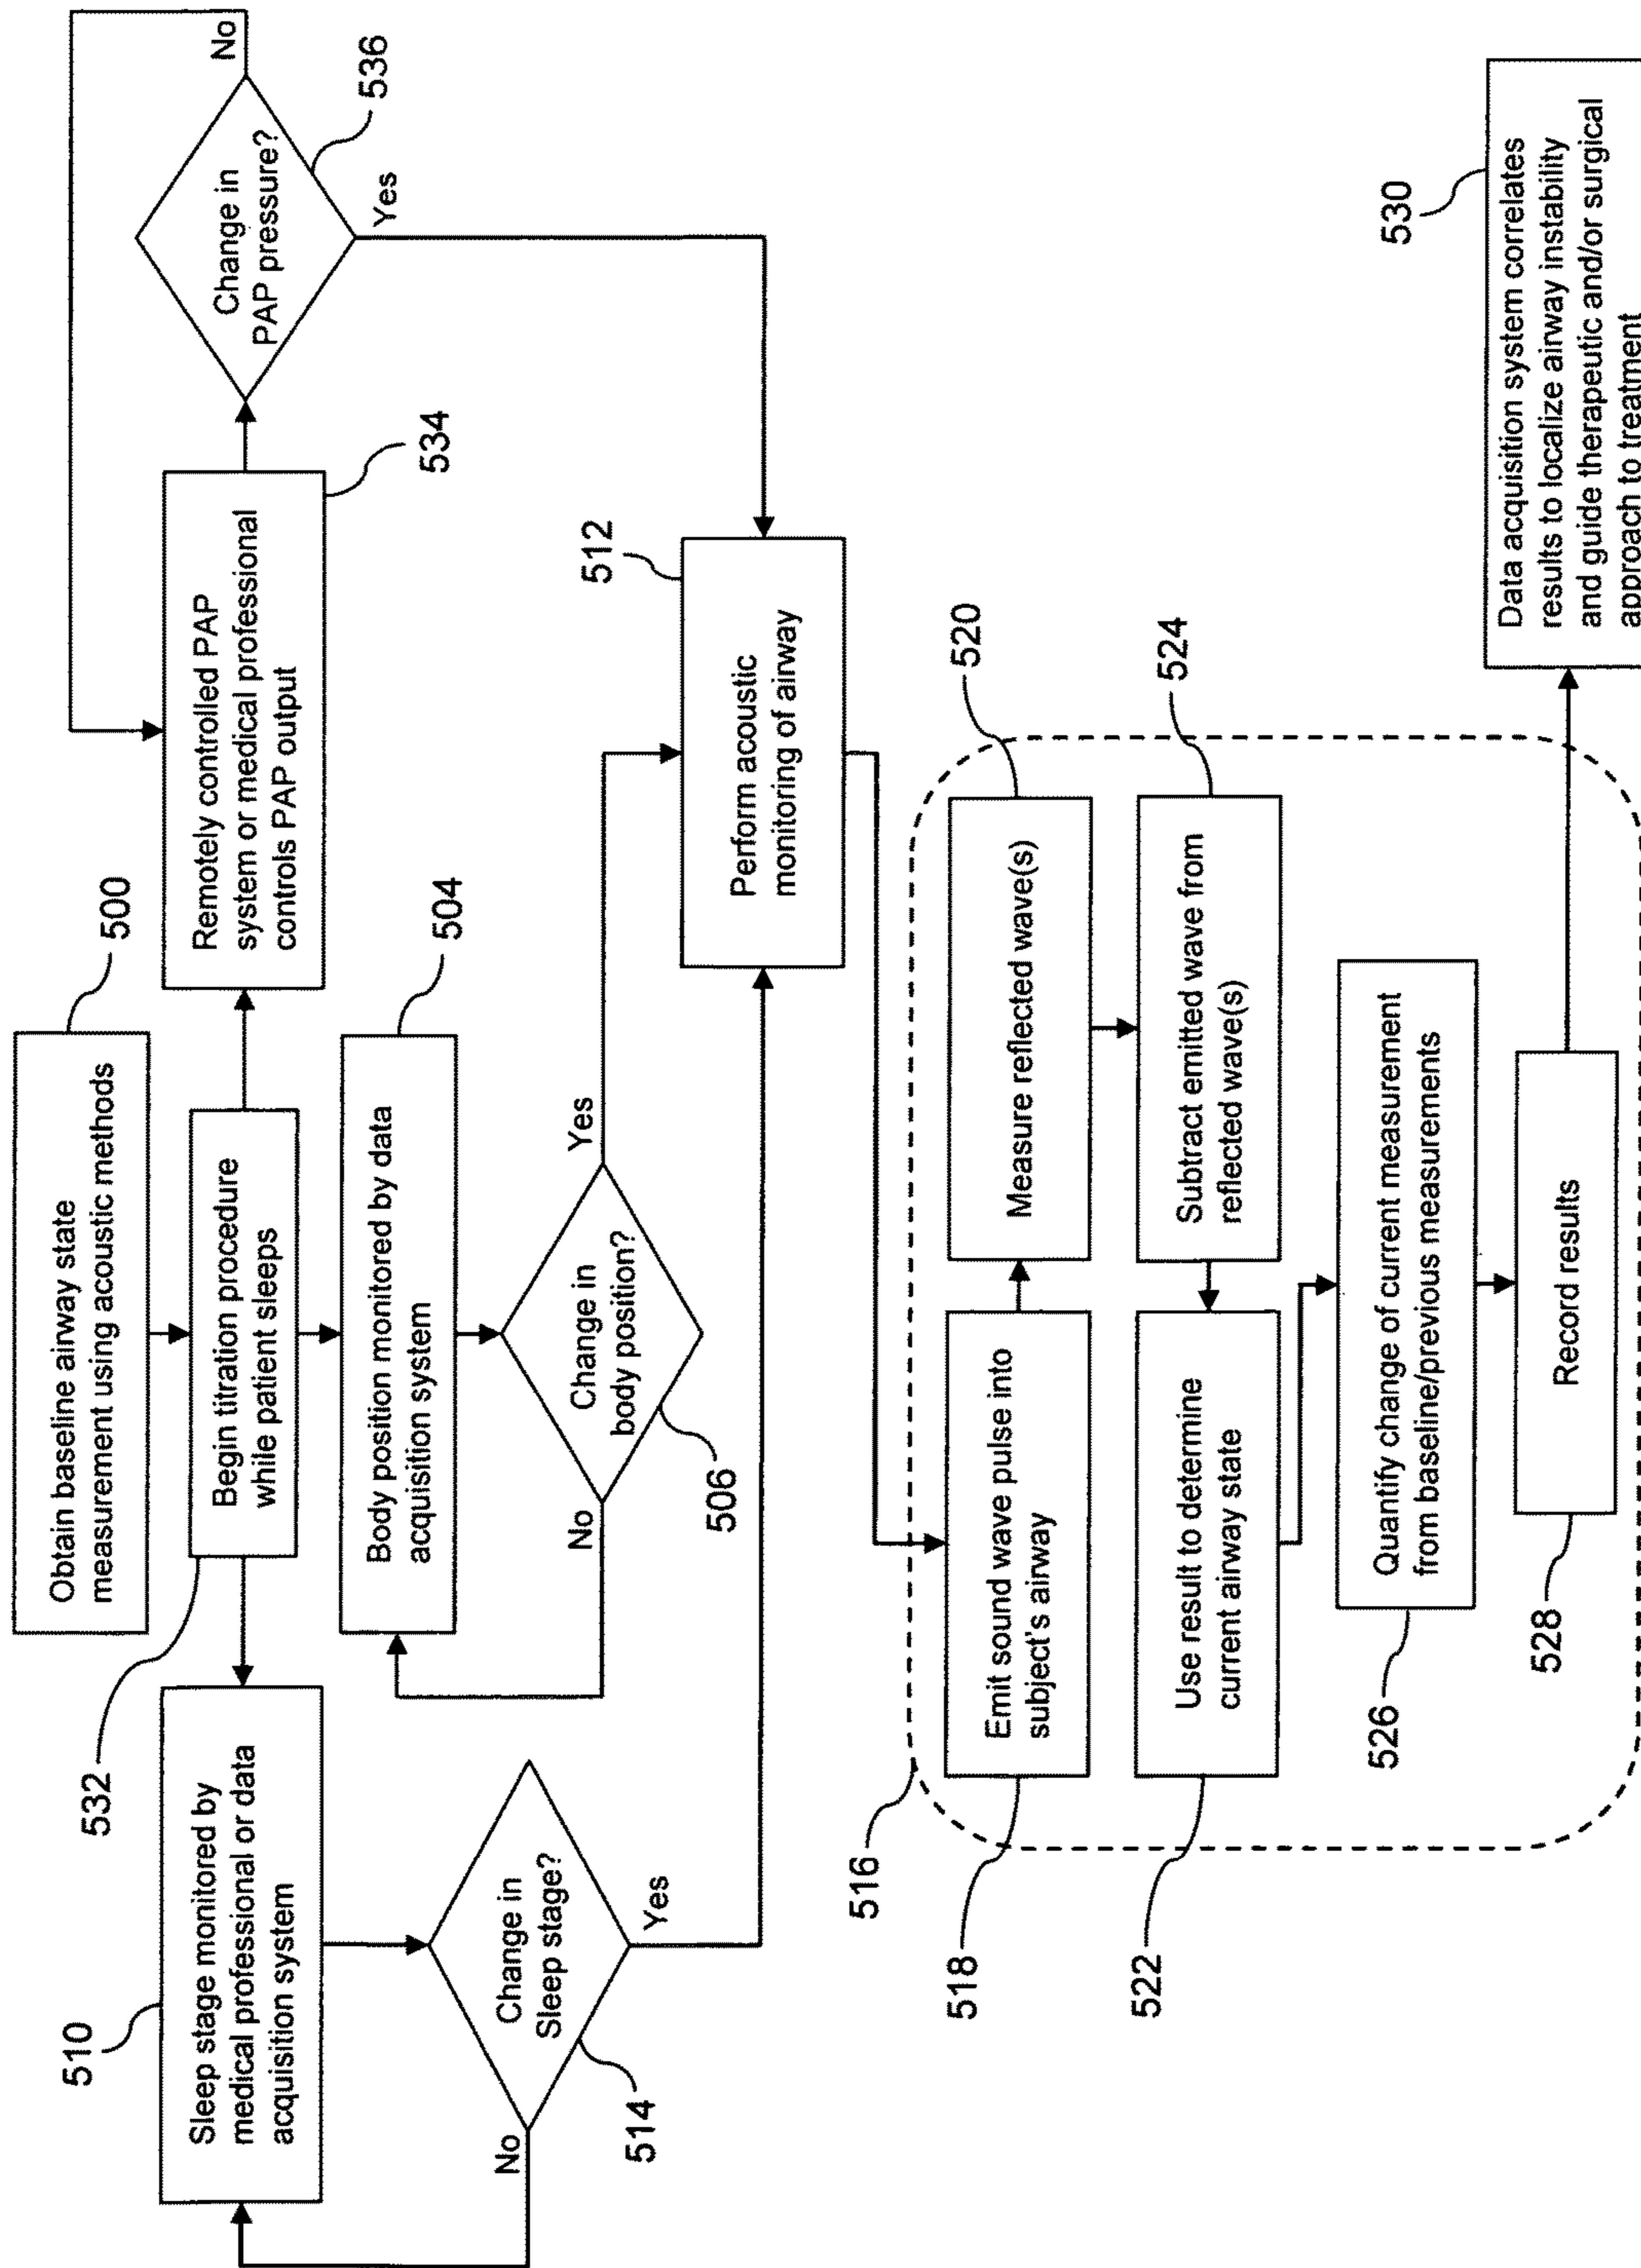 Obtain baseline airway state
measurement using acoustic methods
500
Begin titration procedure
while patient sleeps
532
Sleep stage monitored by
medical professional or data
acquisition system
510
Body position monitored by data
acquisition system
504
Remotely controlled PAP
system or medical professional
controls PAP output
534
Change in
Sleep stage?
514
No
Yes
Change in
body position?
506
No
Yes
Change in
PAP pressure?
536
No
Yes
Perform acoustic
monitoring of airway
512
516
Emit sound wave pulse into
subject's airway
518
Measure reflected wave(s)
520
Use result to determine
current airway state
522
Subtract emitted wave from
reflected wave(s)
524
Quantify change of current measurement
from baseline/previous measurements
526
Record results
528
Data acquisition system correlates
results to localize airway instability
and guide therapeutic and/or surgical
approach to treatment
530